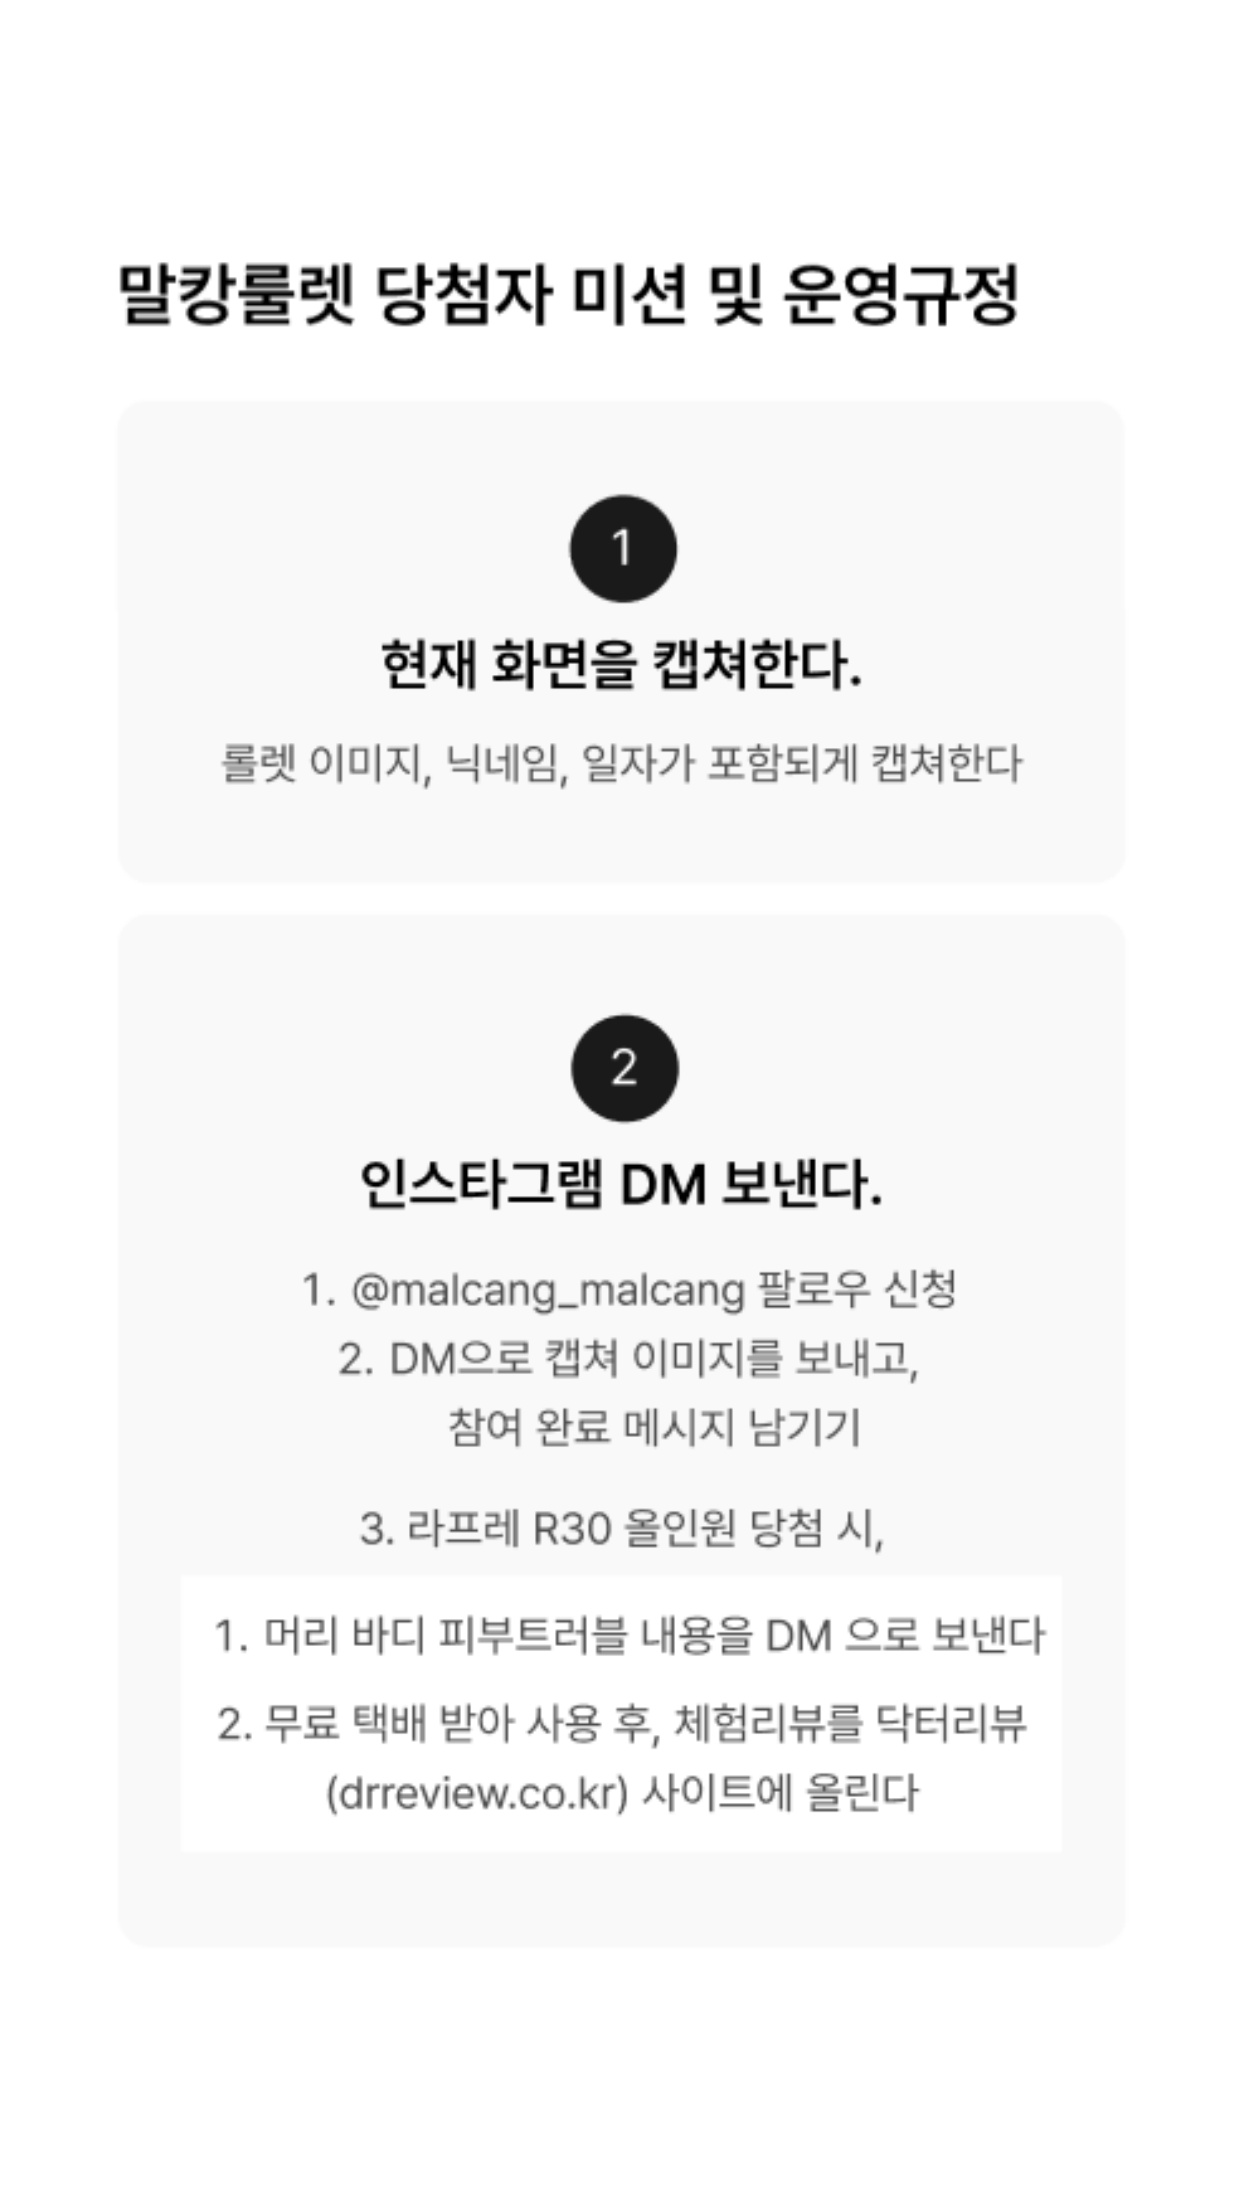 말캉룰렛 당첨자 미션 및 운영규정
1
현재 화면을 캡쳐한다.
롤렛 이미지, 닉네임, 일자가 포함되게 캡쳐한다
2
인스타그램 DM 보낸다.
1. @malcang_malcang 팔로우 신청
2. DM으로 캡쳐 이미지를 보내고,
참여 완료 메시지 남기기
3. 라프레 R30 올인원 당첨 시,
1. 머리 바디 피부트러블 내용을 DM 으로 보낸다
2. 무료 택배 받아 사용 후, 체험리뷰를 닥터리뷰
(drreview.co.kr) 사이트에 올린다